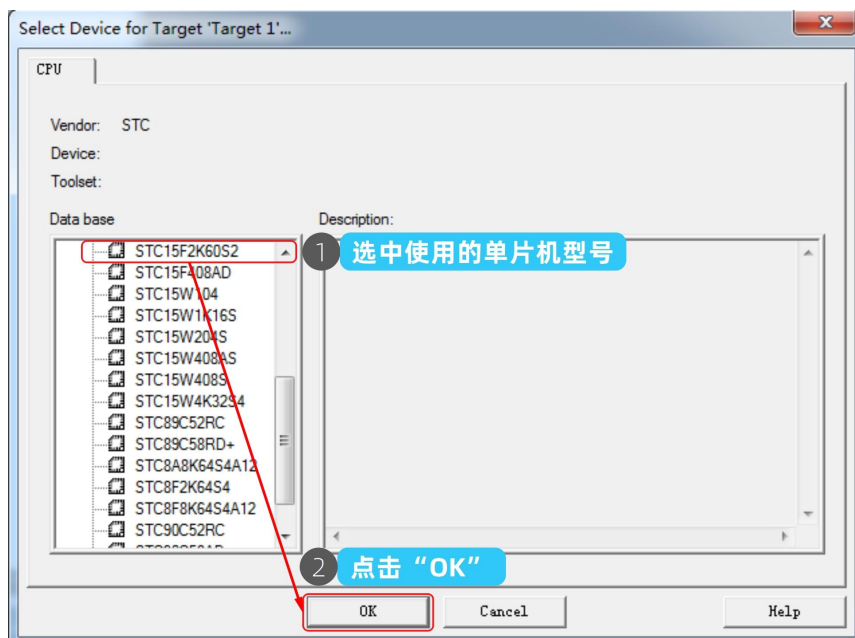 Select Device for Target 'Target 1'...
CPU
Vendor: STC
Device:
Toolset:
Data base
Description:
STC15F2K60S2
1 选中使用的单片机型号
STC15F408AD
STC15W104
STC15W1K16S
STC15W204S
STC15W408AS
STC15W408S
STC15W4K32S4
STC89C52RC
STC89C58RD+
STC8A8K64S4A12
STC8F2K64S4
STC8F8K64S4A12
STC90C52RC
2 点击“OK”
OK
Cancel
Help